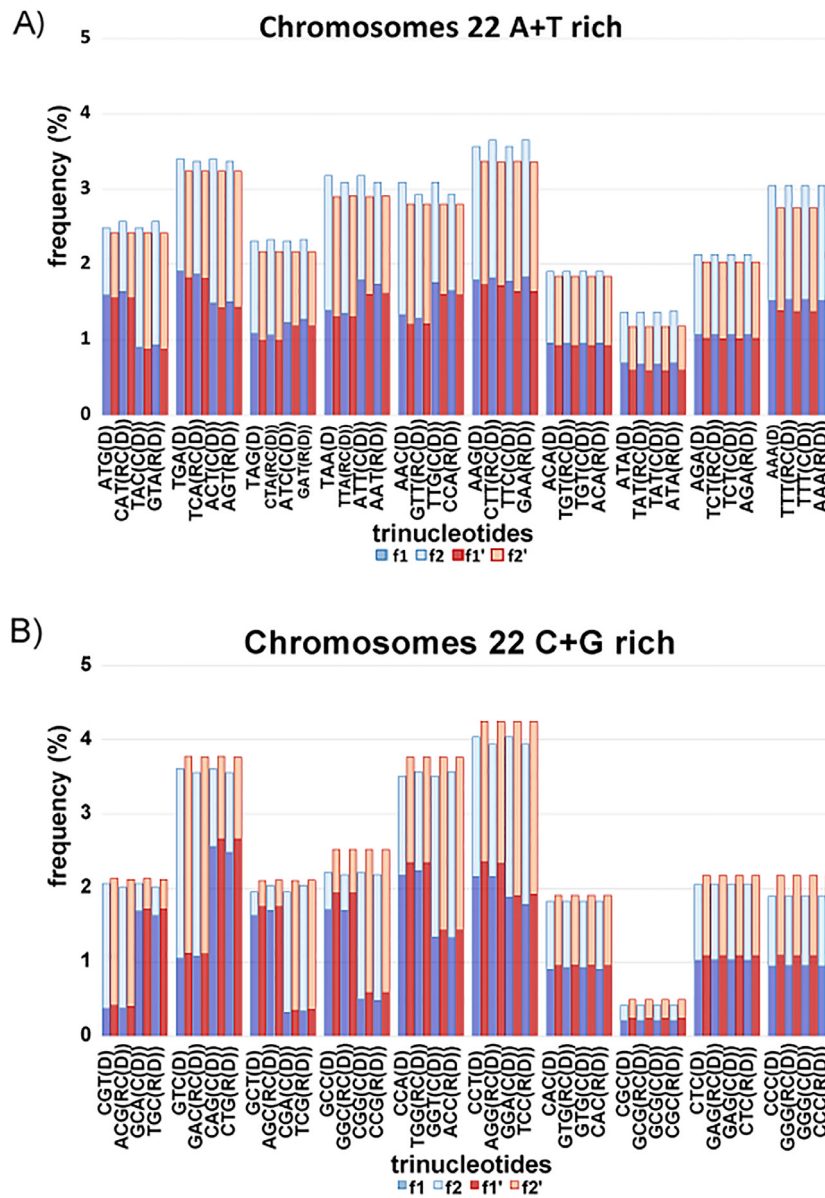 A)
Chromosomes 22 A+T rich
frequency (%)
5
4
3
2
1
0
ATG(D)
CAT(RC(D))
TAC(C(D))
GTA(R(D))
TGA(D)
TCA(RC(D))
ACT(C(D))
AGT(R(D))
TAG(D)
CTA(RC(D))
ATC(C(D))
GAT(R(D))
TAA(D)
TTA(RC(D))
ATT(C(D))
AAT(R(D))
AAC(D)
GTT(RC(D))
TTG(C(D))
CCA(R(D))
AAG(D)
CTT(RC(D))
TTC(C(D))
GAA(R(D))
ACA(D)
TGT(RC(D))
TGT(C(D))
ACA(R(D))
ATA(D)
TAT(RC(D))
TAT(C(D))
ATA(R(D))
AGA(D)
TCT(RC(D))
TCT(C(D))
AGA(R(D))
AAA(D)
TTT(RC(D))
TTT(C(D))
AAA(R(D))
trinucleotides
f1 f2 f1' f2'
B)
Chromosomes 22 C+G rich
frequency (%)
5
4
3
2
1
0
CGT(D)
ACG(RC(D))
GCA(C(D))
TGC(R(D))
GTC(D)
GAC(RC(D))
CAG(C(D))
CTG(R(D))
GCT(D)
AGC(RC(D))
CGA(C(D))
TCG(R(D))
GCC(D)
GGC(RC(D))
CGG(C(D))
CCG(R(D))
CCA(D)
TGG(RC(D))
GGT(C(D))
ACC(R(D))
CCT(D)
AGG(RC(D))
GGA(C(D))
TCC(R(D))
CAC(D)
GTG(RC(D))
GTG(C(D))
CAC(R(D))
CGC(D)
GCG(RC(D))
GCG(C(D))
CGC(R(D))
CTC(D)
GAG(RC(D))
GAG(C(D))
CTC(R(D))
CCC(D)
GGG(RC(D))
GGG(C(D))
CCC(R(D))
trinucleotides
f1 f2 f1' f2'